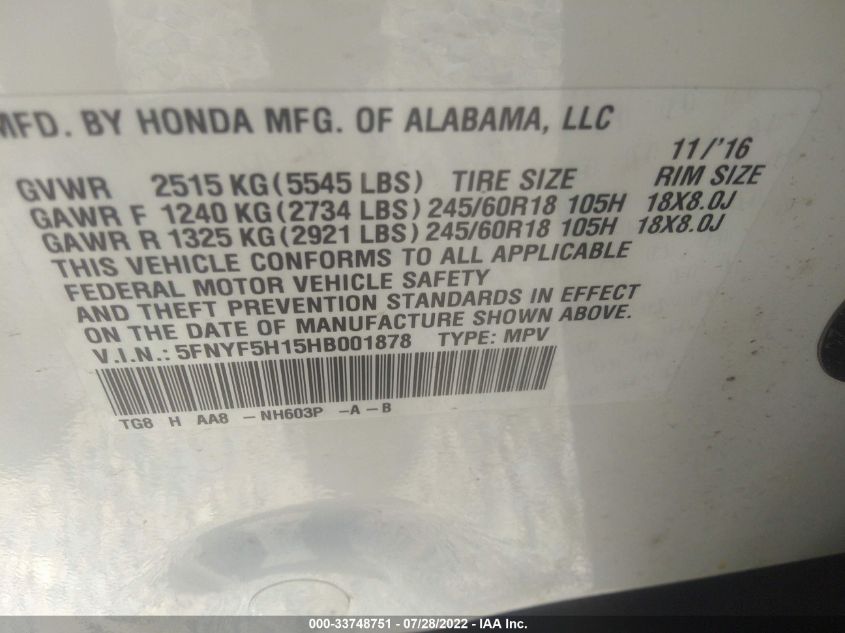 MFD. BY HONDA MFG. OF ALABAMA, LLC
11/'16
GVWR 2515 KG(5545 LBS) TIRE SIZE RIM SIZE
GAWR F 1240 KG(2734 LBS) 245/60R18 105H 18X8.0J
GAWR R 1325 KG(2921 LBS) 245/60R18 105H 18X8.0J
THIS VEHICLE CONFORMS TO ALL APPLICABLE
FEDERAL MOTOR VEHICLE SAFETY
AND THEFT PREVENTION STANDARDS IN EFFECT
ON THE DATE OF MANUFACTURE SHOWN ABOVE.
V.I.N.: 5FNYF5H15HB001878 TYPE: MPV
TG8 H AA8 -NH603P -A-B
000-33748751 - 07/28/2022 - IAA Inc.